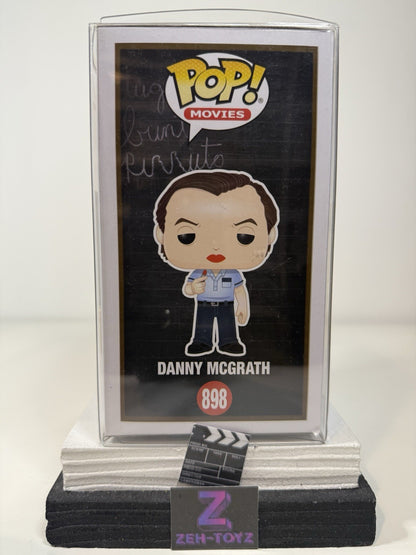 POP!
MOVIES
DANNY MCGRATH
898
Z
ZEH-TOYZ